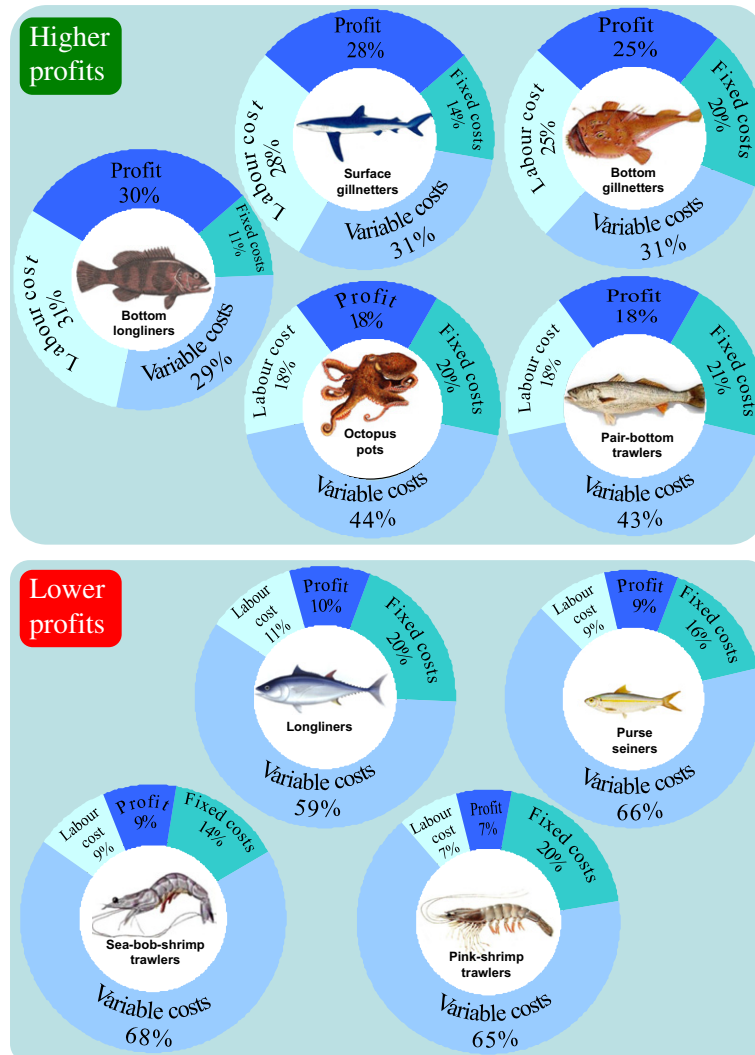 Higher
profits
Profit
28%
Fixed costs
14%
Labour cost
28%
Surface
gillnetters
Variable costs
31%
Profit
25%
Fixed costs
20%
Labour cost
25%
Bottom
gillnetters
Variable costs
31%
Profit
30%
Fixed costs
11%
Labour cost
31%
Bottom
longliners
Variable costs
29%
Profit
18%
Fixed costs
20%
Labour cost
18%
Octopus
pots
Variable costs
44%
Profit
18%
Fixed costs
21%
Labour cost
18%
Pair-bottom
trawlers
Variable costs
43%
Lower
profits
Labour
cost
11%
Profit
10%
Fixed costs
20%
Longliners
Variable costs
59%
Labour
cost
9%
Profit
9%
Fixed costs
16%
Purse
seiners
Variable costs
66%
Labour
cost
9%
Profit
9%
Fixed costs
14%
Sea-bob-shrimp
trawlers
Variable costs
68%
Labour
cost
7%
Profit
7%
Fixed costs
20%
Pink-shrimp
trawlers
Variable costs
65%